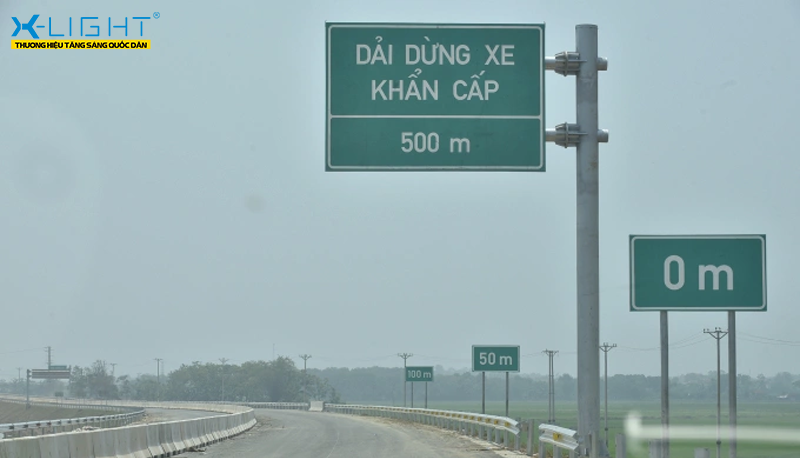 X-LIGHT®
THƯƠNG HIỆU TĂNG SÁNG QUỐC DÂN
DẢI DỪNG XE
KHẨN CẤP
500 m
0 m
50 m
100 m